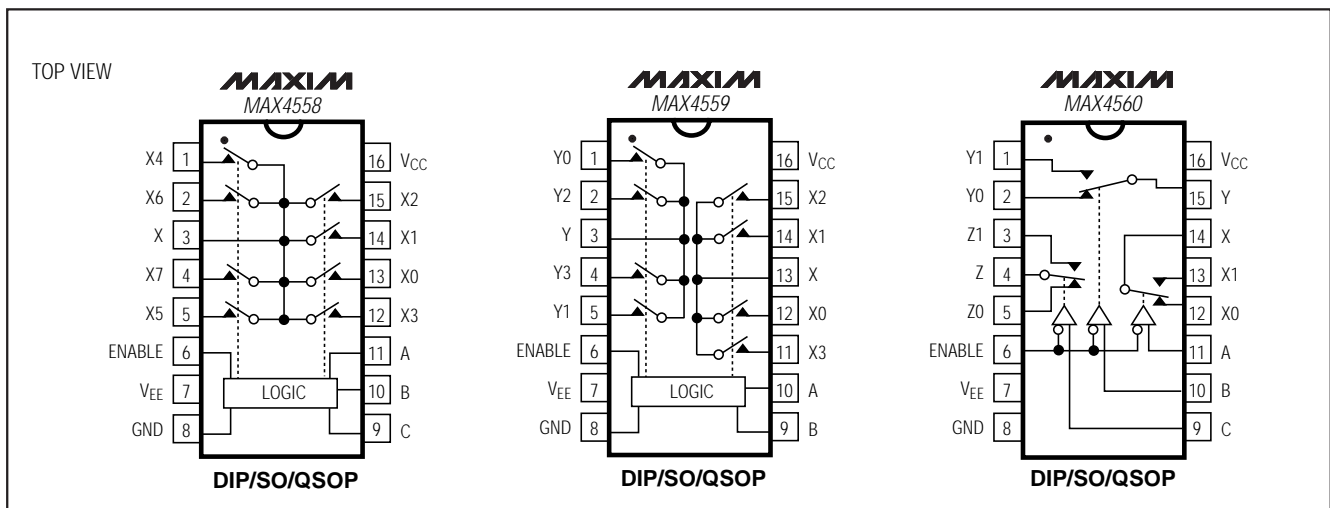 TOP VIEW
MAXIM
MAX4558
X4 1
X6 2
X 3
X7 4
X5 5
ENABLE 6
VEE 7
GND 8
16 VCC
15 X2
14 X1
13 X0
12 X3
11 A
10 B
9 C
LOGIC
DIP/SO/QSOP
MAXIM
MAX4559
Y0 1
Y2 2
Y 3
Y3 4
Y1 5
ENABLE 6
VEE 7
GND 8
16 VCC
15 X2
14 X1
13 X
12 X0
11 X3
10 A
9 B
LOGIC
DIP/SO/QSOP
MAXIM
MAX4560
Y1 1
Y0 2
Z1 3
Z 4
Z0 5
ENABLE 6
VEE 7
GND 8
16 VCC
15 Y
14 X
13 X1
12 X0
11 A
10 B
9 C
DIP/SO/QSOP